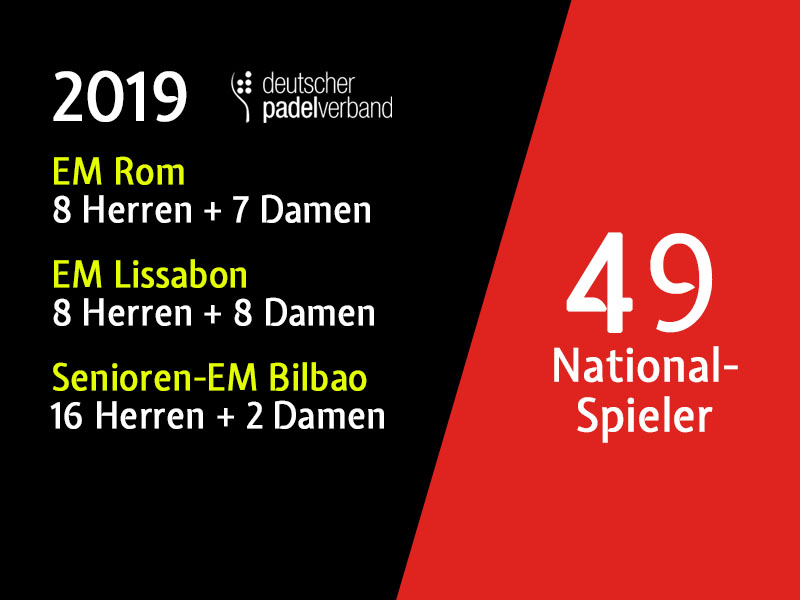 2019
deutscher
padelverband
EM Rom
8 Herren + 7 Damen
EM Lissabon
8 Herren + 8 Damen
Senioren-EM Bilbao
16 Herren + 2 Damen
49
National-
Spieler